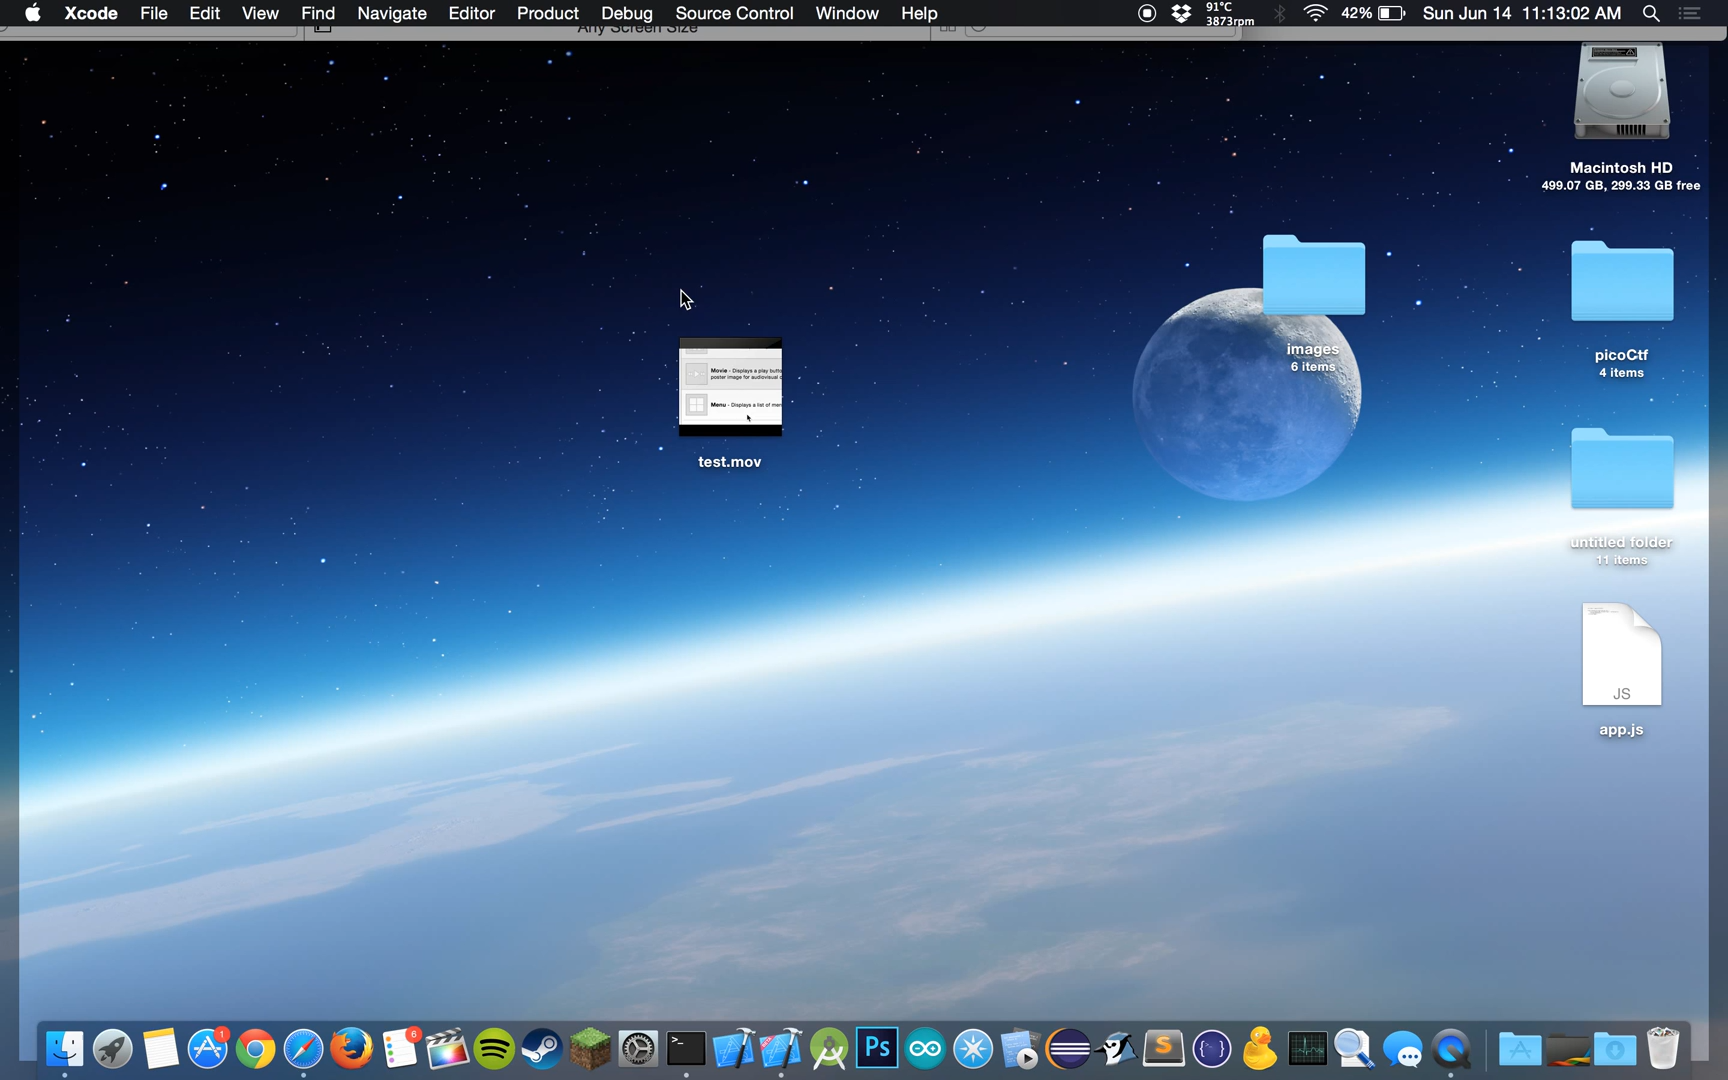 Xcode File Edit View Find Navigate Editor Product Debug Source Control Window Help 91°C 3873rpm 42% Sun Jun 14 11:13:02 AM
Any Screen Size
Macintosh HD
499.07 GB, 299.33 GB free
images
6 items
picoCtf
4 items
Movie - Displays a play butto
poster image for audiovisual c
Menu - Displays a list of men
test.mov
untitled folder
11 items
JS
app.js
1
6
>_
Ps
S